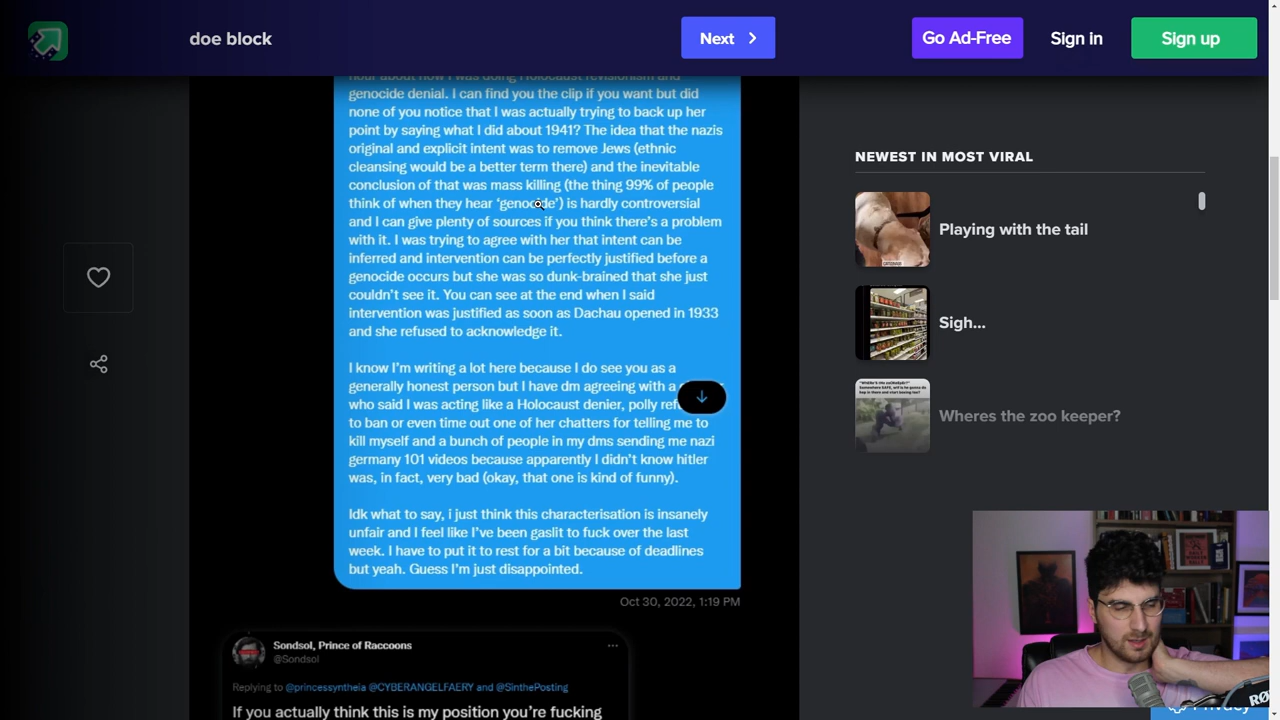 doe block
Next
Go Ad-Free
Sign in
Sign up
hour about how I was doing Holocaust revisionism and
genocide denial. I can find you the clip if you want but did
none of you notice that I was actually trying to back up her
point by saying what I did about 1941? The idea that the nazis
original and explicit intent was to remove Jews (ethnic
cleansing would be a better term there) and the inevitable
conclusion of that was mass killing (the thing 99% of people
think of when they hear ‘genocide’) is hardly controversial
and I can give plenty of sources if you think there’s a problem
with it. I was trying to agree with her that intent can be
inferred and intervention can be perfectly justified before a
genocide occurs but she was so dunk-brained that she just
couldn’t see it. You can see at the end when I said
intervention was justified as soon as Dachau opened in 1933
and she refused to acknowledge it.
I know I’m writing a lot here because I do see you as a
generally honest person but I have dm agreeing with a
who said I was acting like a Holocaust denier, polly
to ban or even time out one of her chatters for telling me to
kill myself and a bunch of people in my dms sending me nazi
germany 101 videos because apparently I didn’t know hitler
was, in fact, very bad (okay, that one is kind of funny).
Idk what to say, i just think this characterisation is insanely
unfair and I feel like I’ve been gaslit to fuck over the last
week. I have to put it to rest for a bit because of deadlines
but yeah. Guess I’m just disappointed.
Oct 30, 2022, 1:19 PM
Sondsol, Prince of Raccoons
@Sondsol
Replying to @princessyntheia @CYBERANGELFAERY and @SinthePosting
If you actually think this is my position you’re fucking
NEWEST IN MOST VIRAL
Playing with the tail
Sigh...
Wheres the zoo keeper?
Privacy